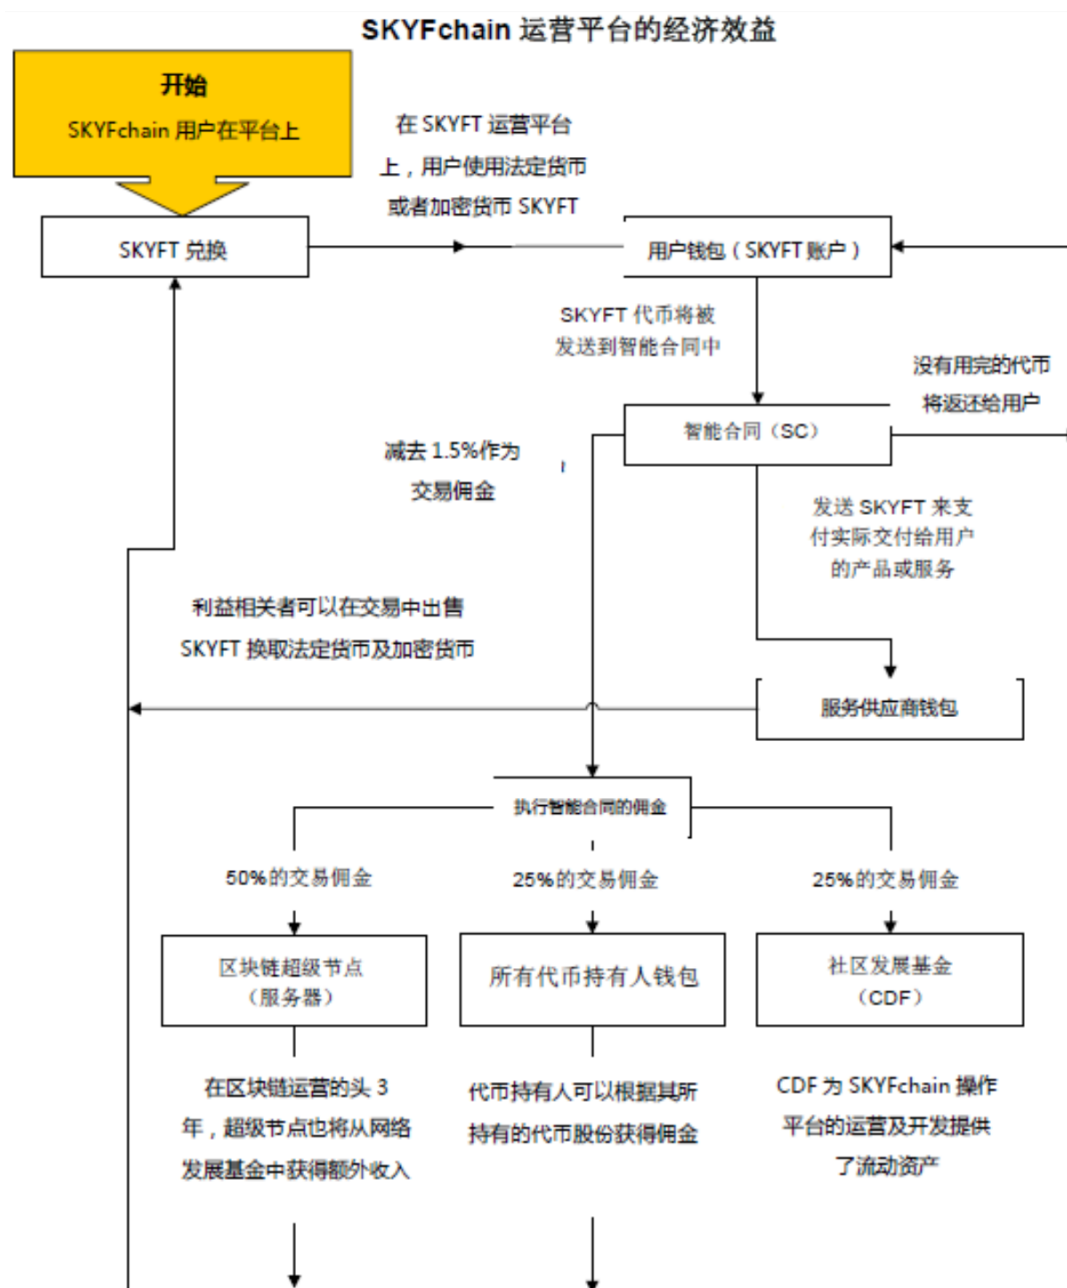 SKYFchain 运营平台的经济效益
开始
SKYFchain 用户在平台上
在 SKYFT 运营平台
上，用户使用法定货币
或者加密货币 SKYFT
SKYFT 兑换
用户钱包（SKYFT 账户）
SKYFT 代币将被
发送到智能合同中
没有用完的代币
将返还给用户
智能合同（SC）
减去 1.5%作为
交易佣金
发送 SKYFT 来支
付实际交付给用户
的产品或服务
利益相关者可以在交易中出售
SKYFT 换取法定货币及加密货币
服务供应商钱包
执行智能合同的佣金
50%的交易佣金
25%的交易佣金
25%的交易佣金
区块链超级节点
（服务器）
所有代币持有人钱包
社区发展基金
（CDF）
在区块链运营的头 3
年，超级节点也将从网络
发展基金中获得额外收入
代币持有人可以根据其所
持有的代币股份获得佣金
CDF 为 SKYFchain 操作
平台的运营及开发提供
了流动资产